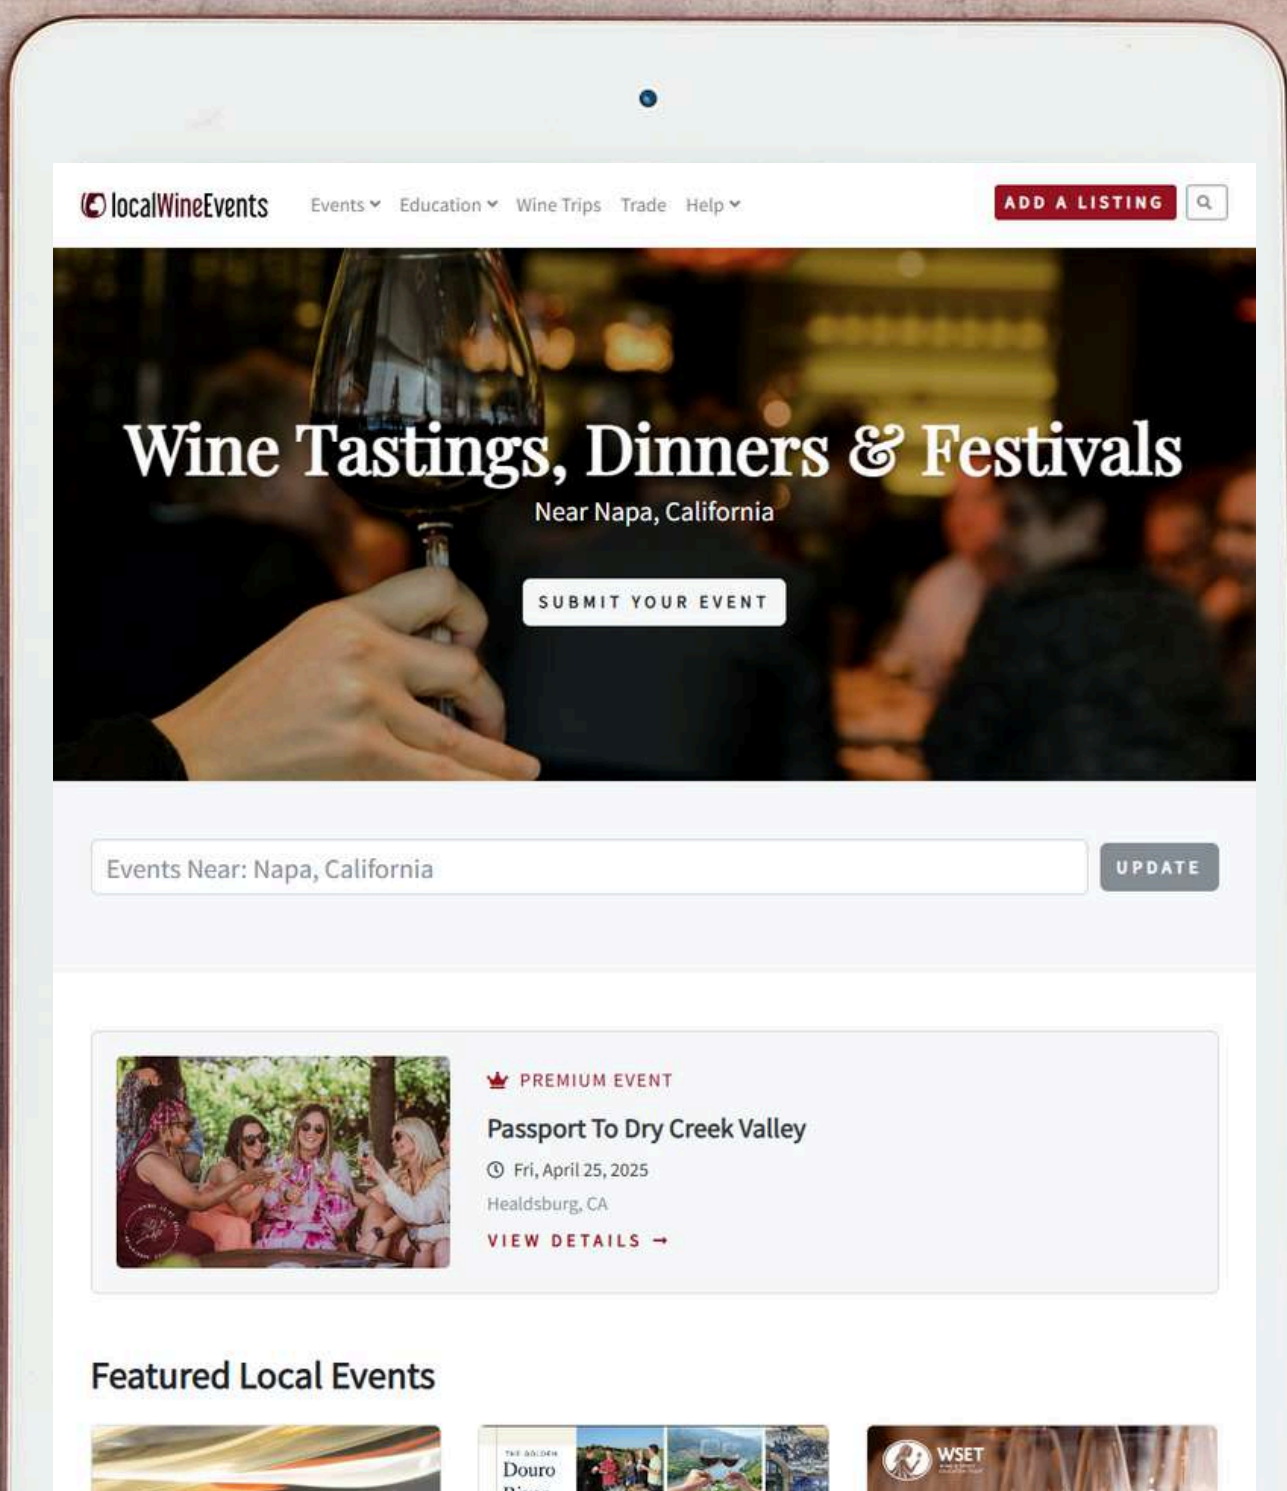 localWineEvents
Events Education Wine Trips Trade Help
ADD A LISTING
Wine Tastings, Dinners & Festivals
Near Napa, California
SUBMIT YOUR EVENT
Events Near: Napa, California
UPDATE
PREMIUM EVENT
Passport To Dry Creek Valley
Fri, April 25, 2025
Healdsburg, CA
VIEW DETAILS →
Featured Local Events
THE GOLDEN
Douro
WSET